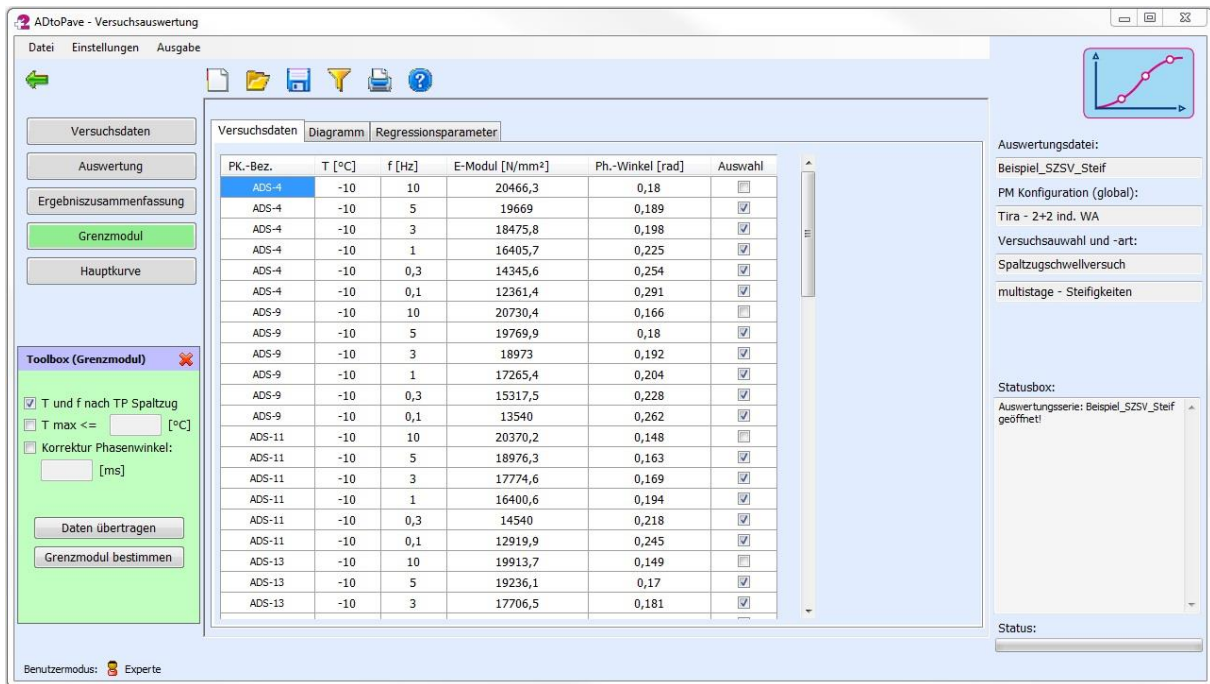 ADtoPave - Versuchsauswertung
Datei Einstellungen Ausgabe
Versuchsdaten
Auswertung
Ergebniszusammenfassung
Grenzmodul
Hauptkurve
Toolbox (Grenzmodul)
T und f nach TP Spaltzug
T max <= [°C]
Korrektur Phasenwinkel:
[ms]
Daten übertragen
Grenzmodul bestimmen
Benutzermodus: Experte
Versuchsdaten Diagramm Regressionsparameter
PK.-Bez. T [°C] f [Hz] E-Modul [N/mm²] Ph.-Winkel [rad] Auswahl
ADS-4 -10 10 20466,3 0,18
ADS-4 -10 5 19669 0,189
ADS-4 -10 3 18475,8 0,198
ADS-4 -10 1 16405,7 0,225
ADS-4 -10 0,3 14345,6 0,254
ADS-4 -10 0,1 12361,4 0,291
ADS-9 -10 10 20730,4 0,166
ADS-9 -10 5 19769,9 0,18
ADS-9 -10 3 18973 0,192
ADS-9 -10 1 17265,4 0,204
ADS-9 -10 0,3 15317,5 0,228
ADS-9 -10 0,1 13540 0,262
ADS-11 -10 10 20370,2 0,148
ADS-11 -10 5 18976,3 0,163
ADS-11 -10 3 17774,6 0,169
ADS-11 -10 1 16400,6 0,194
ADS-11 -10 0,3 14540 0,218
ADS-11 -10 0,1 12919,9 0,245
ADS-13 -10 10 19913,7 0,149
ADS-13 -10 5 19236,1 0,17
ADS-13 -10 3 17706,5 0,181
Auswertungsdatei:
Beispiel_SZSV_Steif
PM Konfiguration (global):
Tira - 2+2 ind. WA
Versuchsauwahl und -art:
Spaltzugschwellversuch
multistage - Steifigkeiten
Statusbox:
Auswertungsserie: Beispiel_SZSV_Steif
geöffnet!
Status: